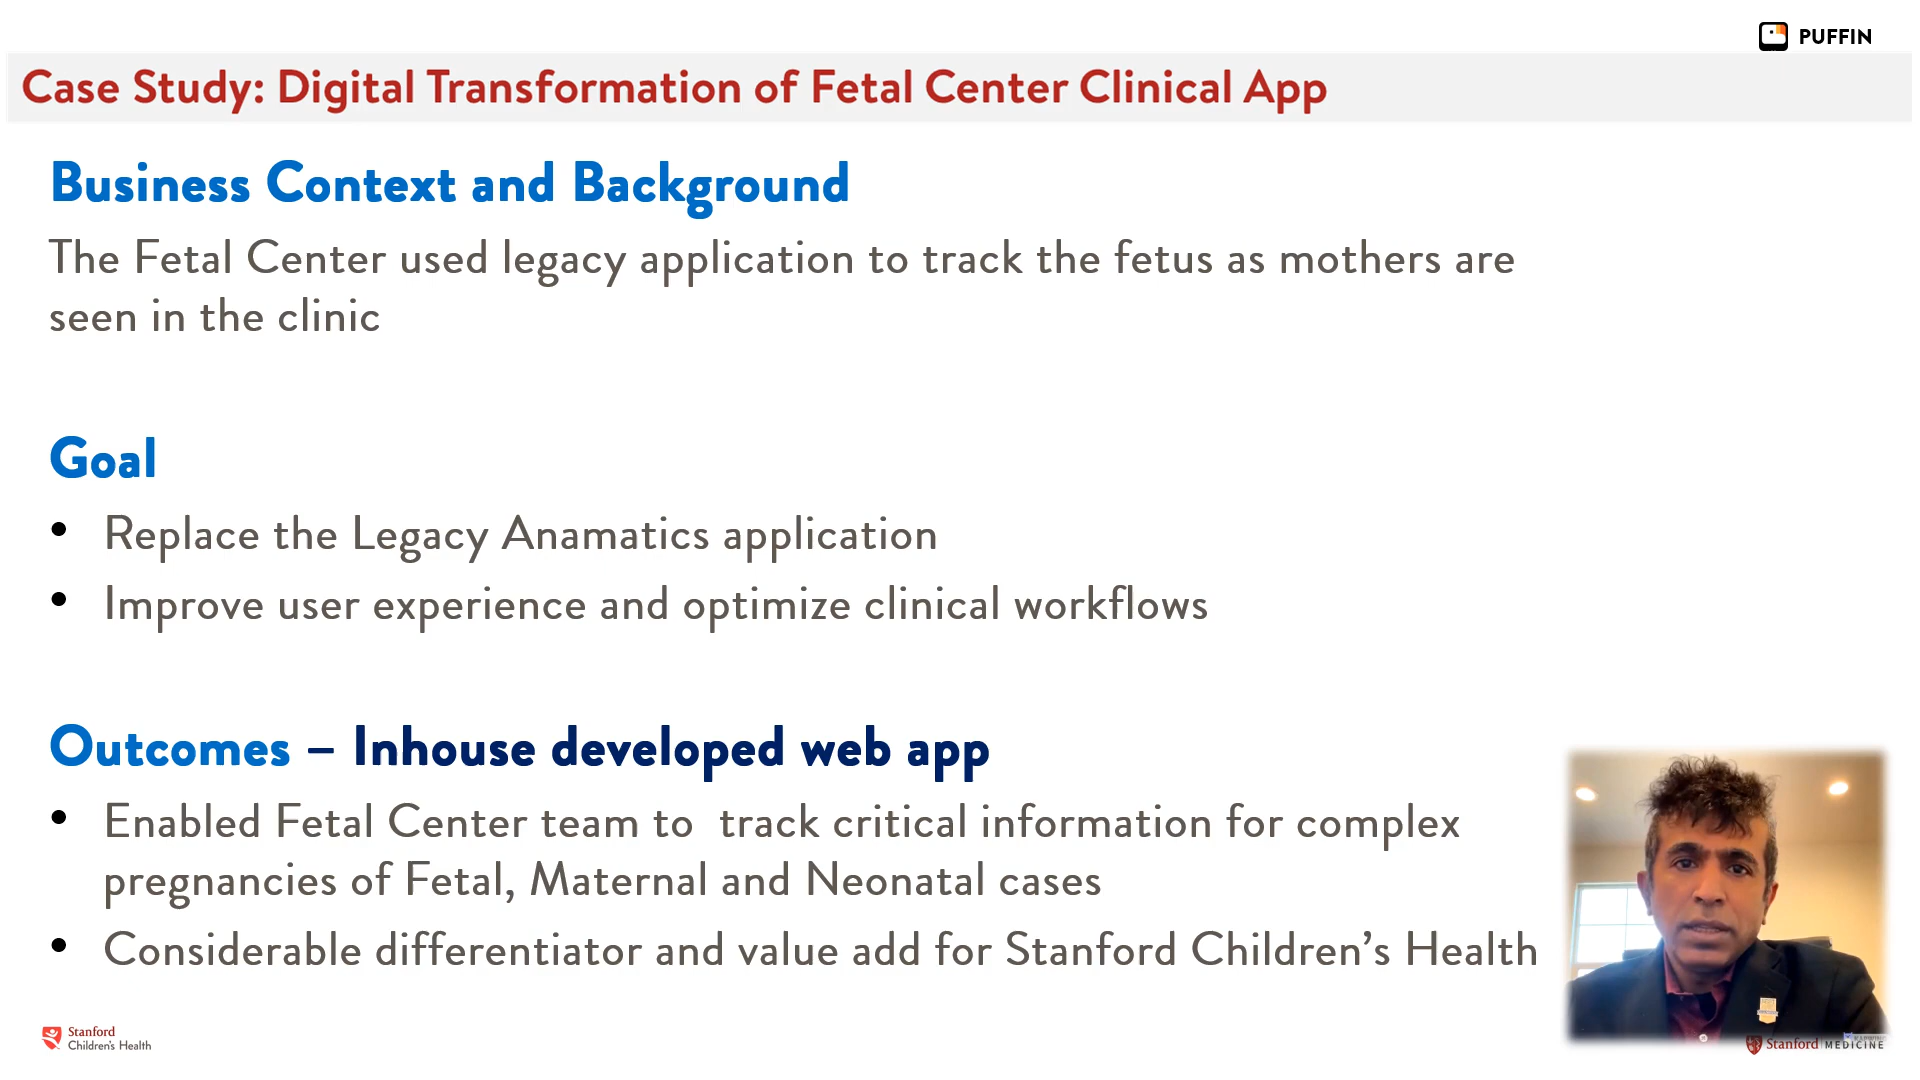 PUFFIN
Case Study: Digital Transformation of Fetal Center Clinical App
Business Context and Background
The Fetal Center used legacy application to track the fetus as mothers are
seen in the clinic
Goal
• Replace the Legacy Anamatics application
• Improve user experience and optimize clinical workflows
Outcomes – Inhouse developed web app
• Enabled Fetal Center team to track critical information for complex
pregnancies of Fetal, Maternal and Neonatal cases
• Considerable differentiator and value add for Stanford Children’s Health
Stanford
Children's Health
Stanford MEDICINE